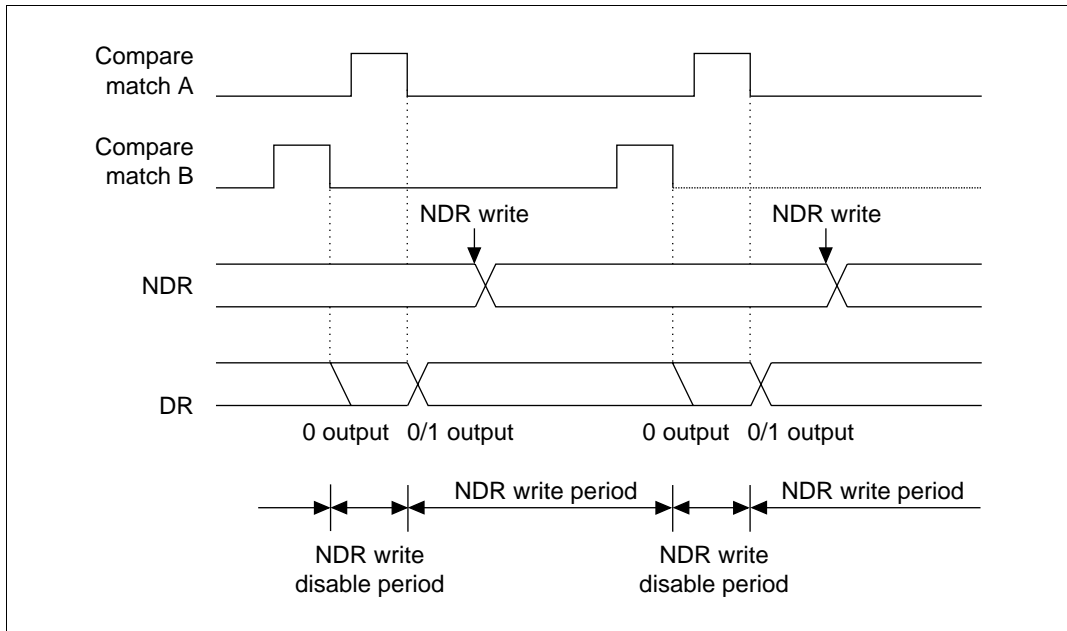 Compare
match A
Compare
match B
NDR write
NDR write
NDR
DR
0 output
0/1 output
0 output
0/1 output
NDR write period
NDR write period
NDR write
disable period
NDR write
disable period